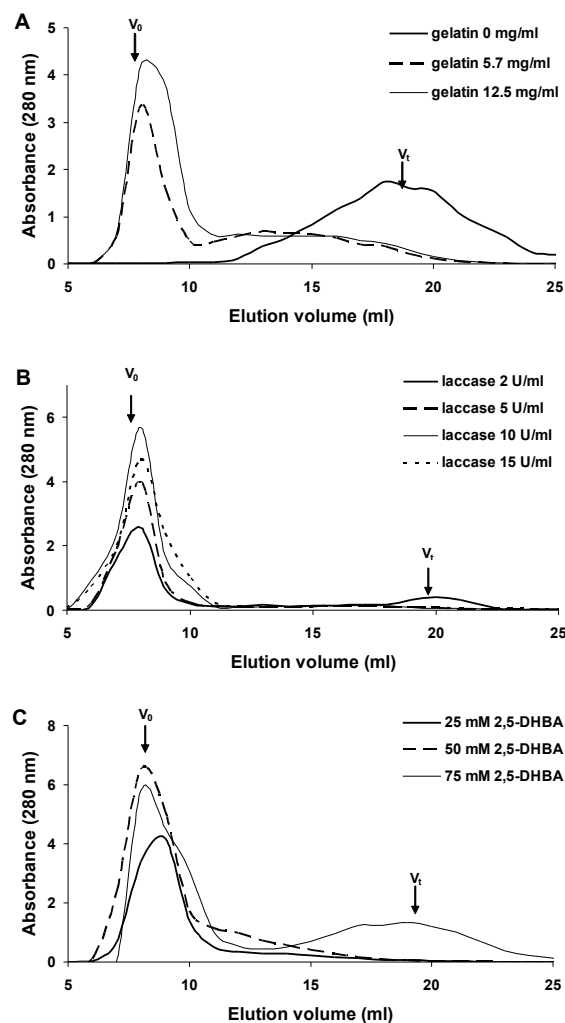 A
V₀
gelatin 0 mg/ml
gelatin 5.7 mg/ml
gelatin 12.5 mg/ml
Vₜ
Absorbance (280 nm)
5
4
3
2
1
0
5 10 15 20 25
Elution volume (ml)
B
V₀
laccase 2 U/ml
laccase 5 U/ml
laccase 10 U/ml
laccase 15 U/ml
Vₜ
Absorbance (280 nm)
6
4
2
0
5 10 15 20 25
Elution volume (ml)
C
V₀
25 mM 2,5-DHBA
50 mM 2,5-DHBA
75 mM 2,5-DHBA
Vₜ
Absorbance (280 nm)
8
6
4
2
0
5 10 15 20 25
Elution volume (ml)